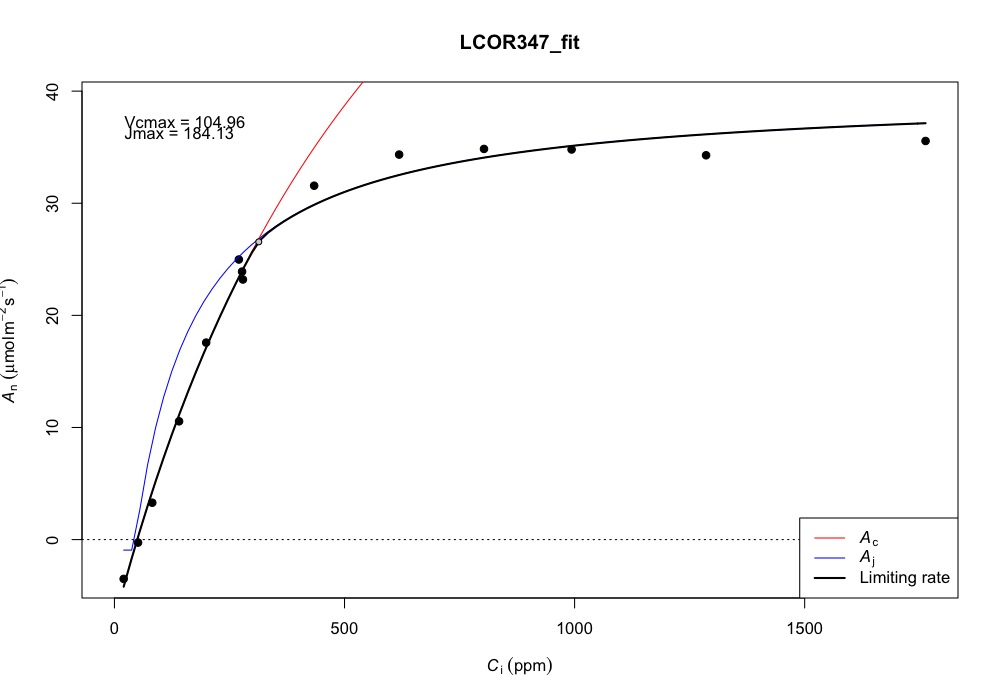 LCOR347_fit
Vcmax = 104.96
Jmax = 184.13
40
30
20
10
0
Aₙ (μmolm⁻²s⁻¹)
0 500 1000 1500
Cᵢ (ppm)
A꜀
Aⱼ
Limiting rate